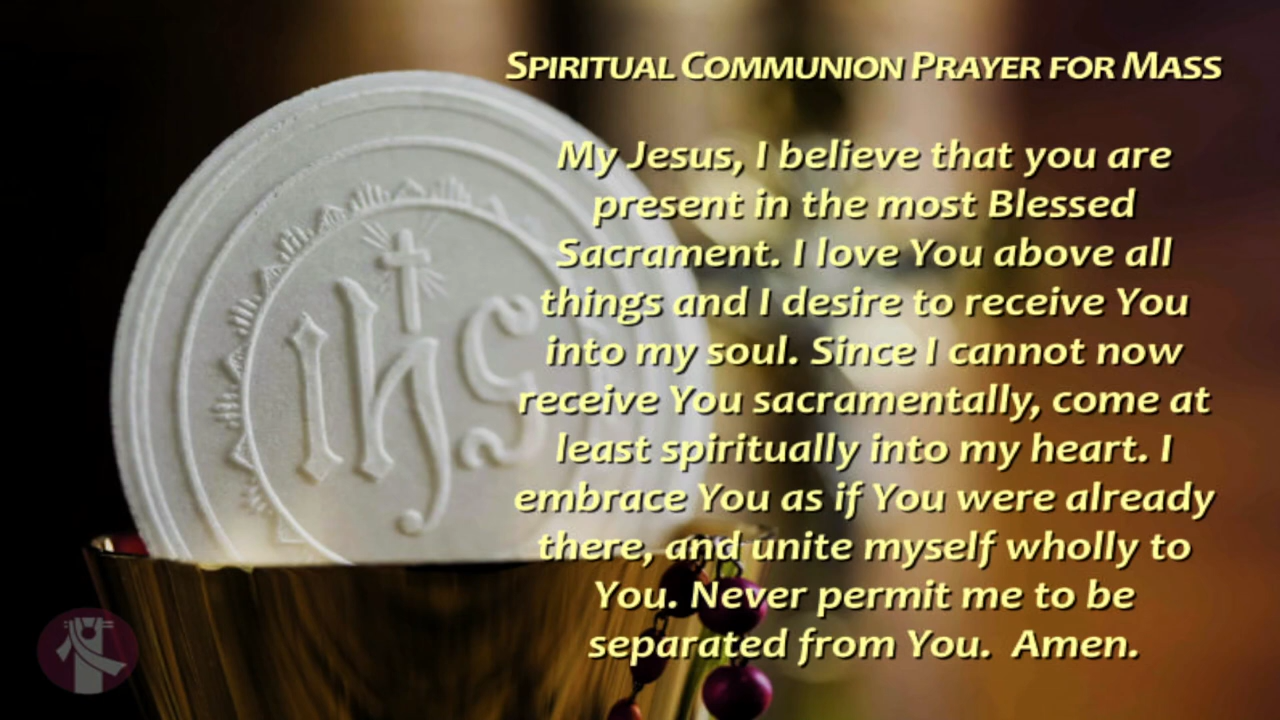 SPIRITUAL COMMUNION PRAYER FOR MASS
My Jesus, I believe that you are
present in the most Blessed
Sacrament. I love You above all
things and I desire to receive You
into my soul. Since I cannot now
receive You sacramentally, come at
least spiritually into my heart. I
embrace You as if You were already
there, and unite myself wholly to
You. Never permit me to be
separated from You.  Amen.
ihs